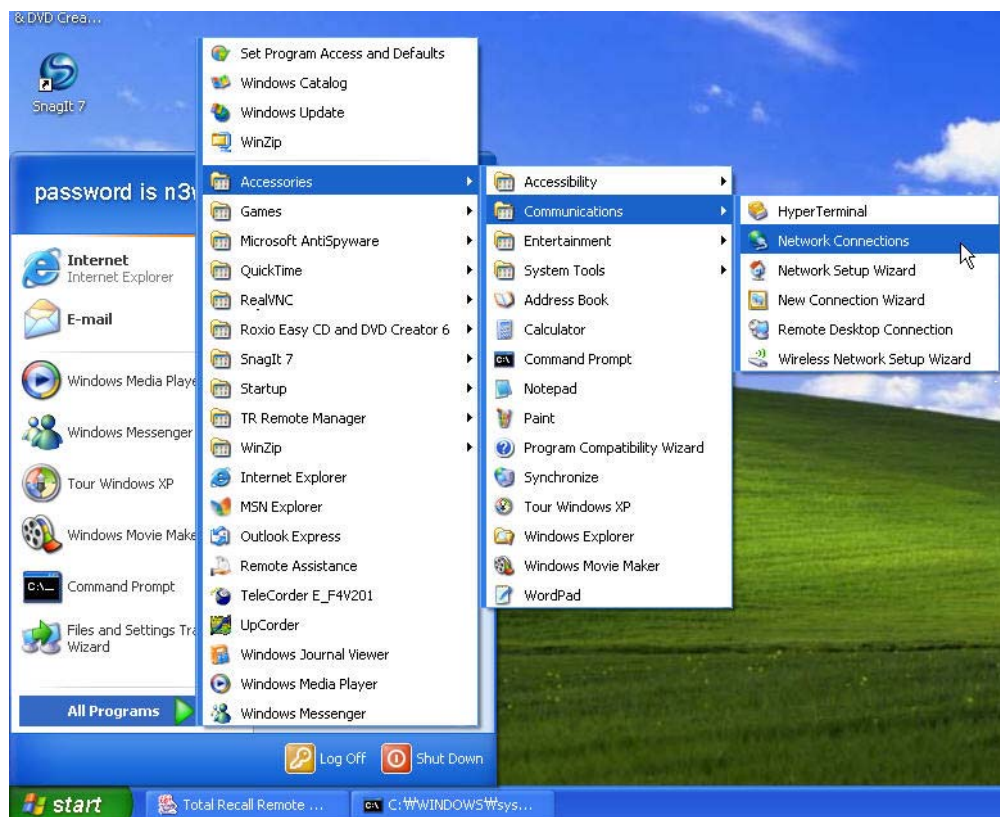 & DVD Crea...
SnagIt 7
password is n3
Internet
Internet Explorer
E-mail
Windows Media Playe
Windows Messenger
Tour Windows XP
Windows Movie Make
Command Prompt
Files and Settings Tra
Wizard
All Programs
Set Program Access and Defaults
Windows Catalog
Windows Update
WinZip
Accessories
Games
Microsoft AntiSpyware
QuickTime
RealVNC
Roxio Easy CD and DVD Creator 6
SnagIt 7
Startup
TR Remote Manager
WinZip
Internet Explorer
MSN Explorer
Outlook Express
Remote Assistance
TeleCorder E_F4V201
UpCorder
Windows Journal Viewer
Windows Media Player
Windows Messenger
Accessibility
Communications
Entertainment
System Tools
Address Book
Calculator
Command Prompt
Notepad
Paint
Program Compatibility Wizard
Synchronize
Tour Windows XP
Windows Explorer
Windows Movie Maker
WordPad
HyperTerminal
Network Connections
Network Setup Wizard
New Connection Wizard
Remote Desktop Connection
Wireless Network Setup Wizard
Log Off
Shut Down
start
Total Recall Remote ...
C:₩WINDOWS₩sys...